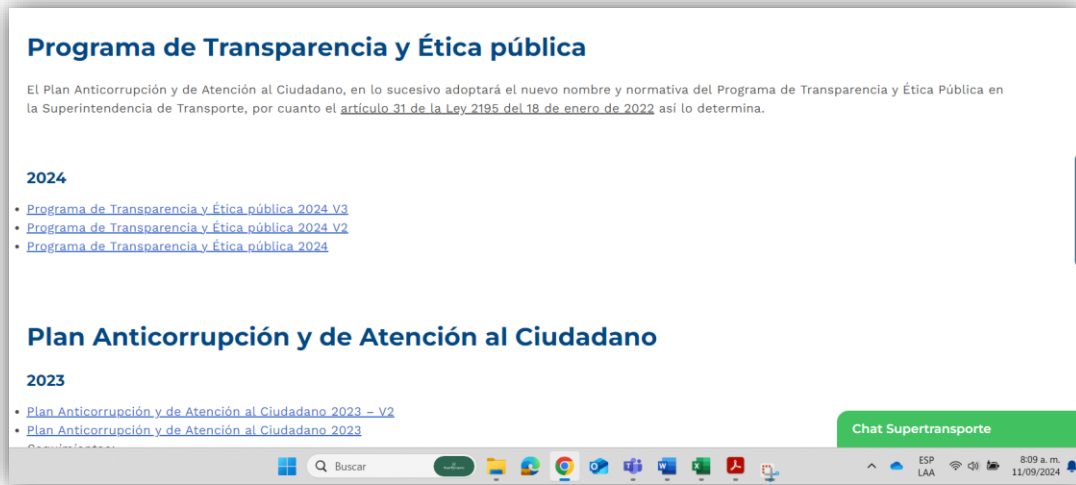 Programa de Transparencia y Ética pública
El Plan Anticorrupción y de Atención al Ciudadano, en lo sucesivo adoptará el nuevo nombre y normativa del Programa de Transparencia y Ética Pública en
la Superintendencia de Transporte, por cuanto el artículo 31 de la Ley 2195 del 18 de enero de 2022 así lo determina.
2024
• Programa de Transparencia y Ética pública 2024 V3
• Programa de Transparencia y Ética pública 2024 V2
• Programa de Transparencia y Ética pública 2024
Plan Anticorrupción y de Atención al Ciudadano
2023
• Plan Anticorrupción y de Atención al Ciudadano 2023 – V2
• Plan Anticorrupción y de Atención al Ciudadano 2023
Chat Supertransporte
Buscar
ESP
LAA
8:09 a. m.
11/09/2024